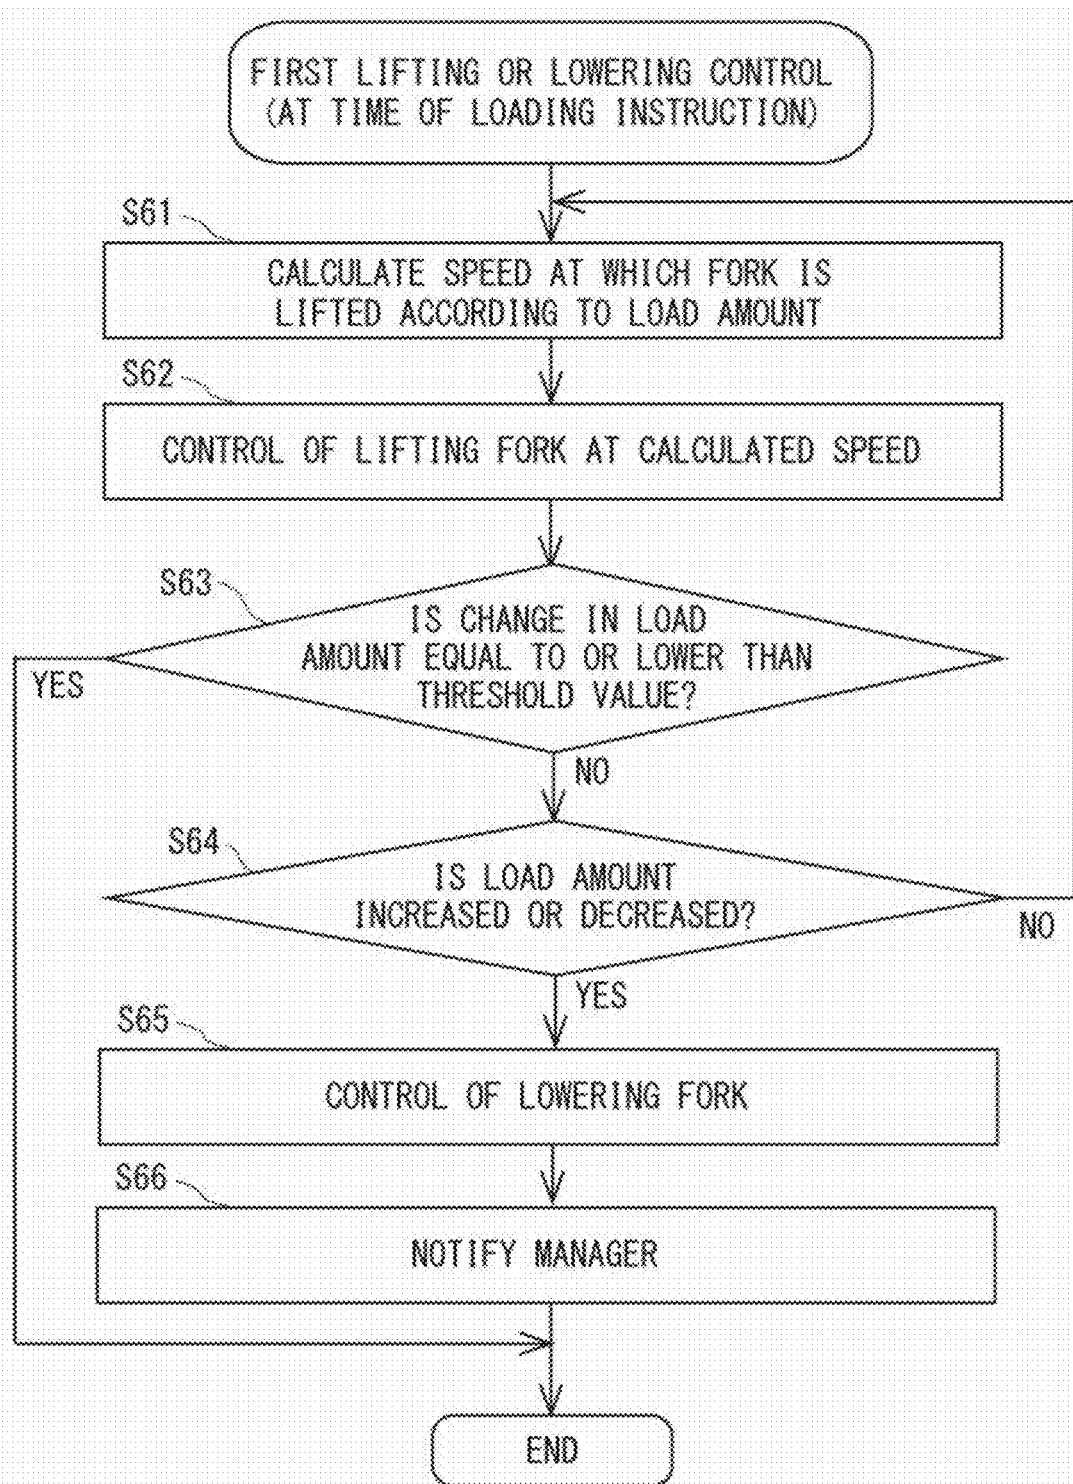 FIRST LIFTING OR LOWERING CONTROL
(AT TIME OF LOADING INSTRUCTION)
S61
CALCULATE SPEED AT WHICH FORK IS
LIFTED ACCORDING TO LOAD AMOUNT
S62
CONTROL OF LIFTING FORK AT CALCULATED SPEED
S63
IS CHANGE IN LOAD
AMOUNT EQUAL TO OR LOWER THAN
THRESHOLD VALUE?
YES
NO
S64
IS LOAD AMOUNT
INCREASED OR DECREASED?
NO
YES
S65
CONTROL OF LOWERING FORK
S66
NOTIFY MANAGER
END